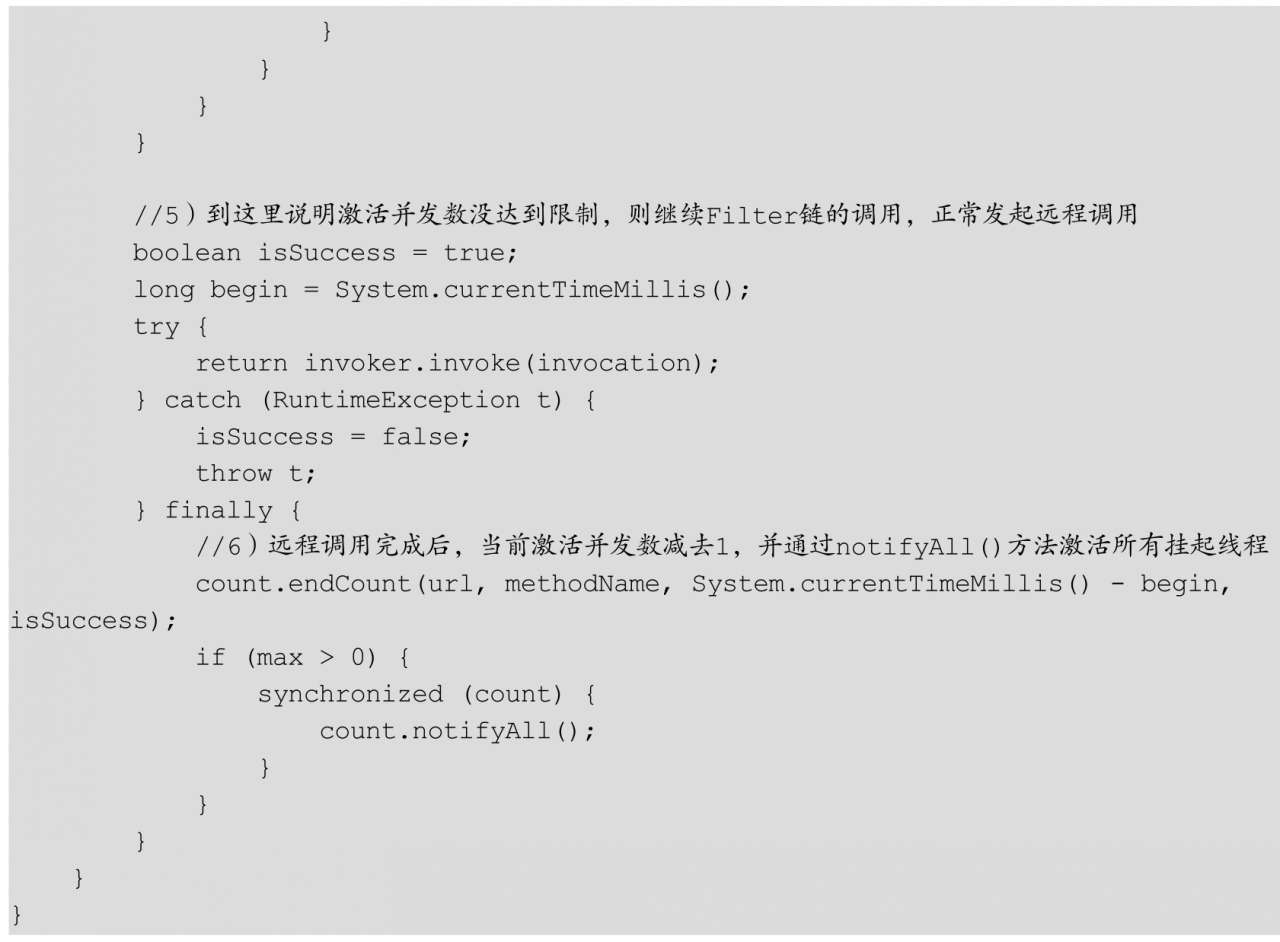 }
                }
            }
        }

        //5）到这里说明激活并发数没达到限制，则继续Filter链的调用，正常发起远程调用
        boolean isSuccess = true;
        long begin = System.currentTimeMillis();
        try {
            return invoker.invoke(invocation);
        } catch (RuntimeException t) {
            isSuccess = false;
            throw t;
        } finally {
            //6）远程调用完成后，当前激活并发数减去1，并通过notifyAll()方法激活所有挂起线程
            count.endCount(url, methodName, System.currentTimeMillis() - begin,
isSuccess);
            if (max > 0) {
                synchronized (count) {
                    count.notifyAll();
                }
            }
        }
    }
}